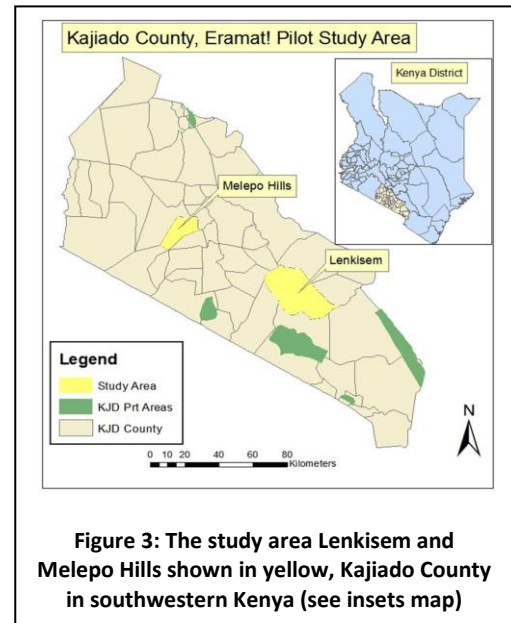 Kajiado County, Eramat! Pilot Study Area
Kenya District
Melepo Hills
Lenkisem
Legend
Study Area
KJD Prt Areas
KJD County
0 10 20 40 60 80
Kilometers
N
Figure 3: The study area Lenkisem and
Melepo Hills shown in yellow, Kajiado County
in southwestern Kenya (see insets map)